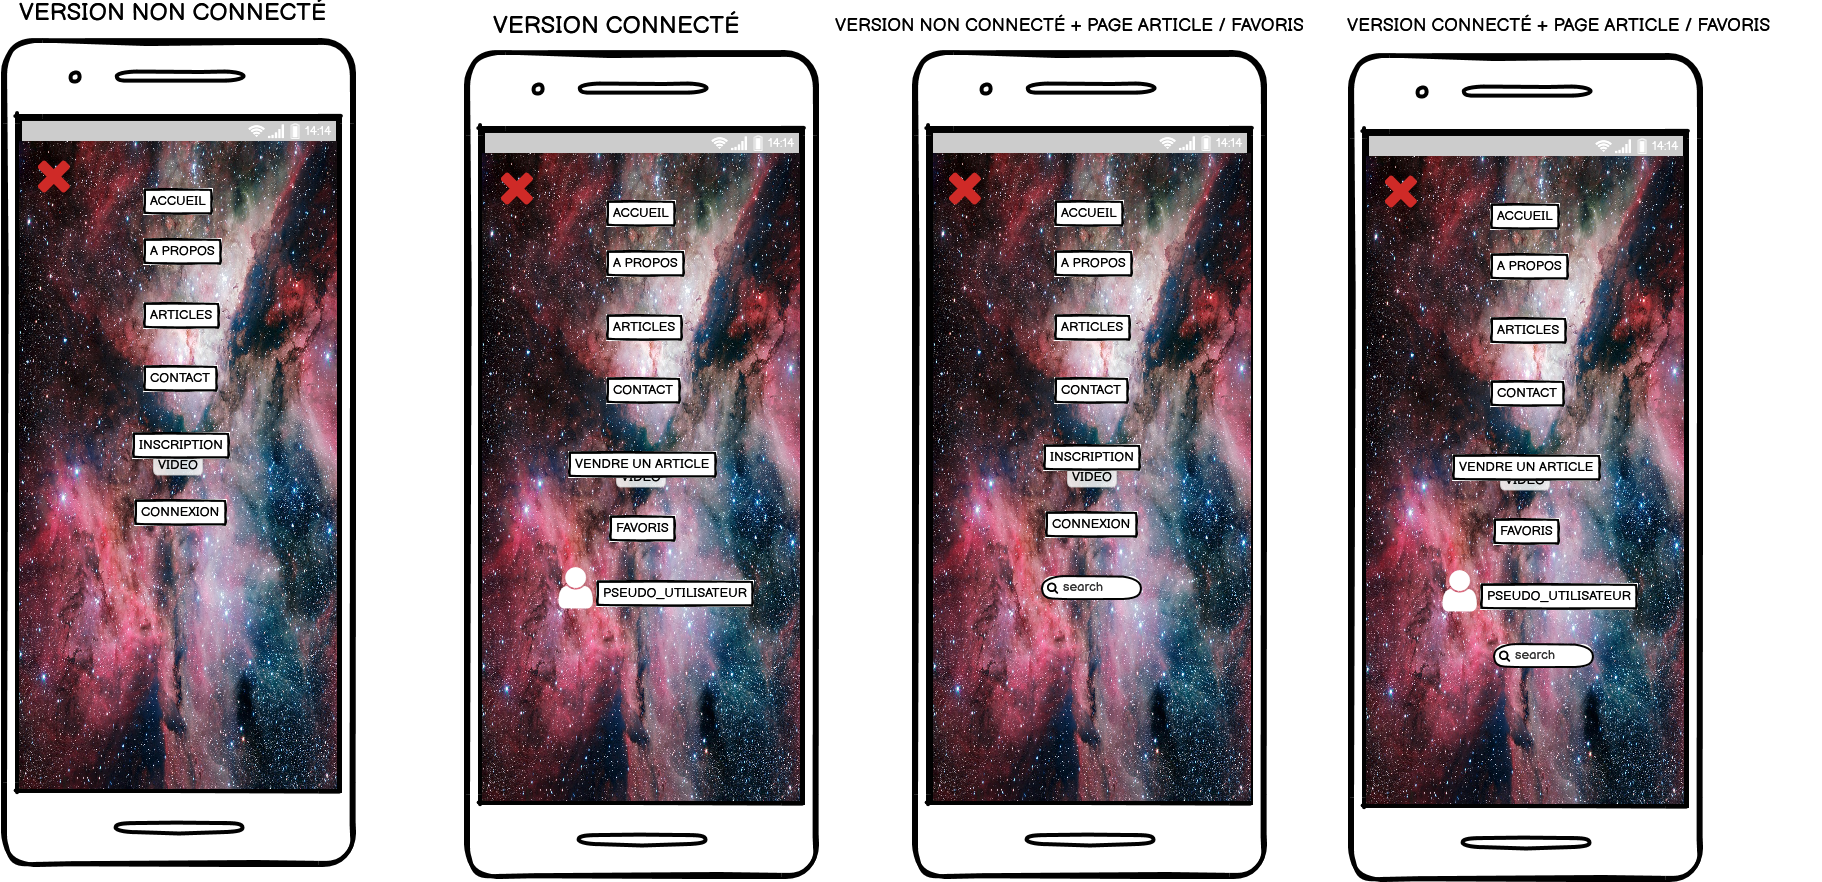 VERSION NON CONNECTÉ
14:14
ACCUEIL
A PROPOS
ARTICLES
CONTACT
INSCRIPTION
VIDEO
CONNEXION
VERSION CONNECTÉ
14:14
ACCUEIL
A PROPOS
ARTICLES
CONTACT
VENDRE UN ARTICLE
VIDEO
FAVORIS
PSEUDO_UTILISATEUR
VERSION NON CONNECTÉ + PAGE ARTICLE / FAVORIS
14:14
ACCUEIL
A PROPOS
ARTICLES
CONTACT
INSCRIPTION
VIDEO
CONNEXION
search
VERSION CONNECTÉ + PAGE ARTICLE / FAVORIS
14:14
ACCUEIL
A PROPOS
ARTICLES
CONTACT
VENDRE UN ARTICLE
VIDEO
FAVORIS
PSEUDO_UTILISATEUR
search